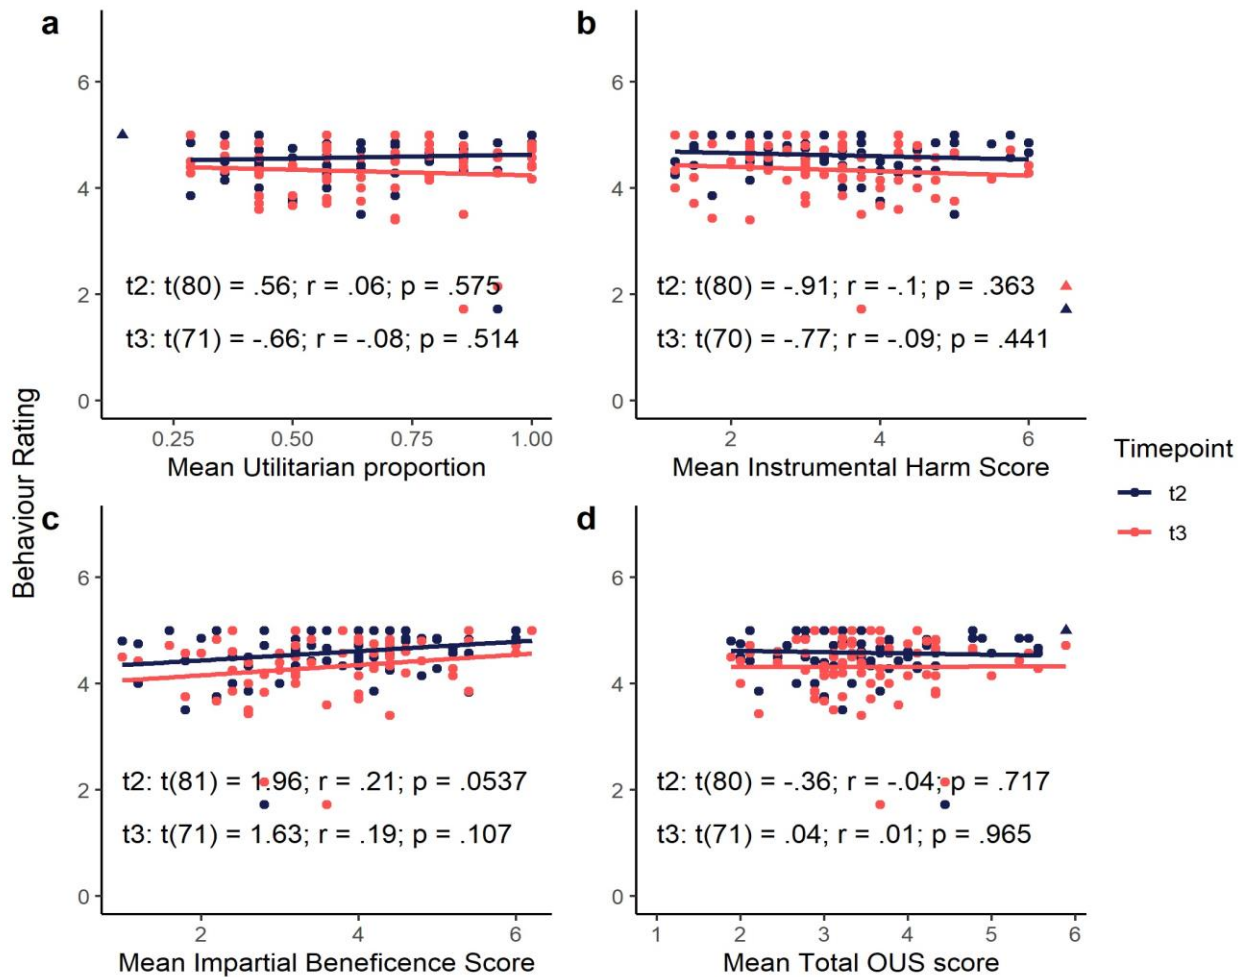 a
6
4
2
0
t2: t(80) = .56; r = .06; p = .575
t3: t(71) = -.66; r = -.08; p = .514
0.25 0.50 0.75 1.00
Mean Utilitarian proportion
b
6
4
2
0
t2: t(80) = -.91; r = -.1; p = .363
t3: t(70) = -.77; r = -.09; p = .441
2 4 6
Mean Instrumental Harm Score
Behaviour Rating
Timepoint
t2
t3
c
6
4
2
0
t2: t(81) = 1.96; r = .21; p = .0537
t3: t(71) = 1.63; r = .19; p = .107
2 4 6
Mean Impartial Beneficence Score
d
6
4
2
0
t2: t(80) = -.36; r = -.04; p = .717
t3: t(71) = .04; r = .01; p = .965
1 2 3 4 5 6
Mean Total OUS score